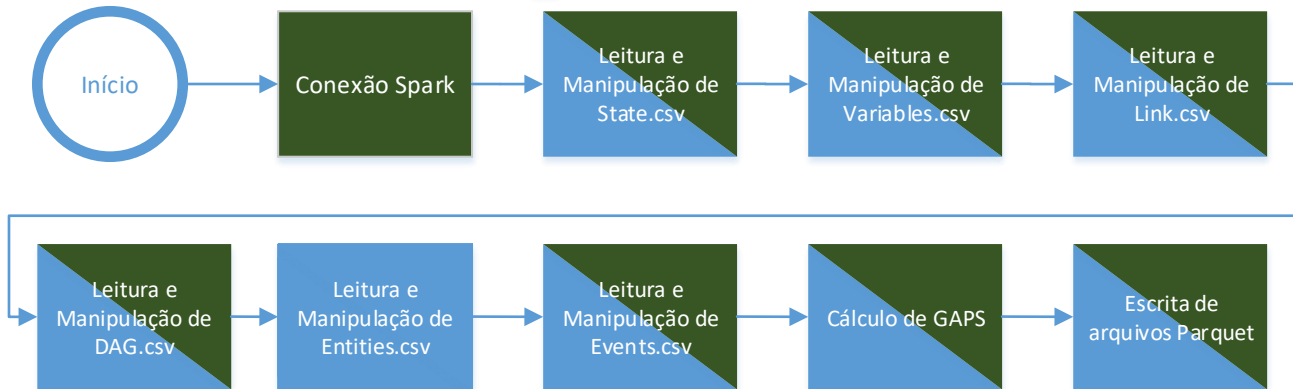 Início
Conexão Spark
Leitura e
Manipulação de
State.csv
Leitura e
Manipulação de
Variables.csv
Leitura e
Manipulação de
Link.csv
Leitura e
Manipulação de
DAG.csv
Leitura e
Manipulação de
Entities.csv
Leitura e
Manipulação de
Events.csv
Cálculo de GAPS
Escrita de
arquivos Parquet